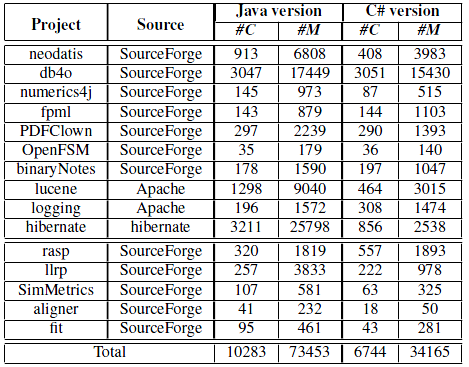 Project Source Java version C# version
#C #M #C #M
neodatis SourceForge 913 6808 408 3983
db4o SourceForge 3047 17449 3051 15430
numerics4j SourceForge 145 973 87 515
fpml SourceForge 143 879 144 1103
PDFClown SourceForge 297 2239 290 1393
OpenFSM SourceForge 35 179 36 140
binaryNotes SourceForge 178 1590 197 1047
lucene Apache 1298 9040 464 3015
logging Apache 196 1572 308 1474
hibernate hibernate 3211 25798 856 2538
rasp SourceForge 320 1819 557 1893
llrp SourceForge 257 3833 222 978
SimMetrics SourceForge 107 581 63 325
aligner SourceForge 41 232 18 50
fit SourceForge 95 461 43 281
Total 10283 73453 6744 34165